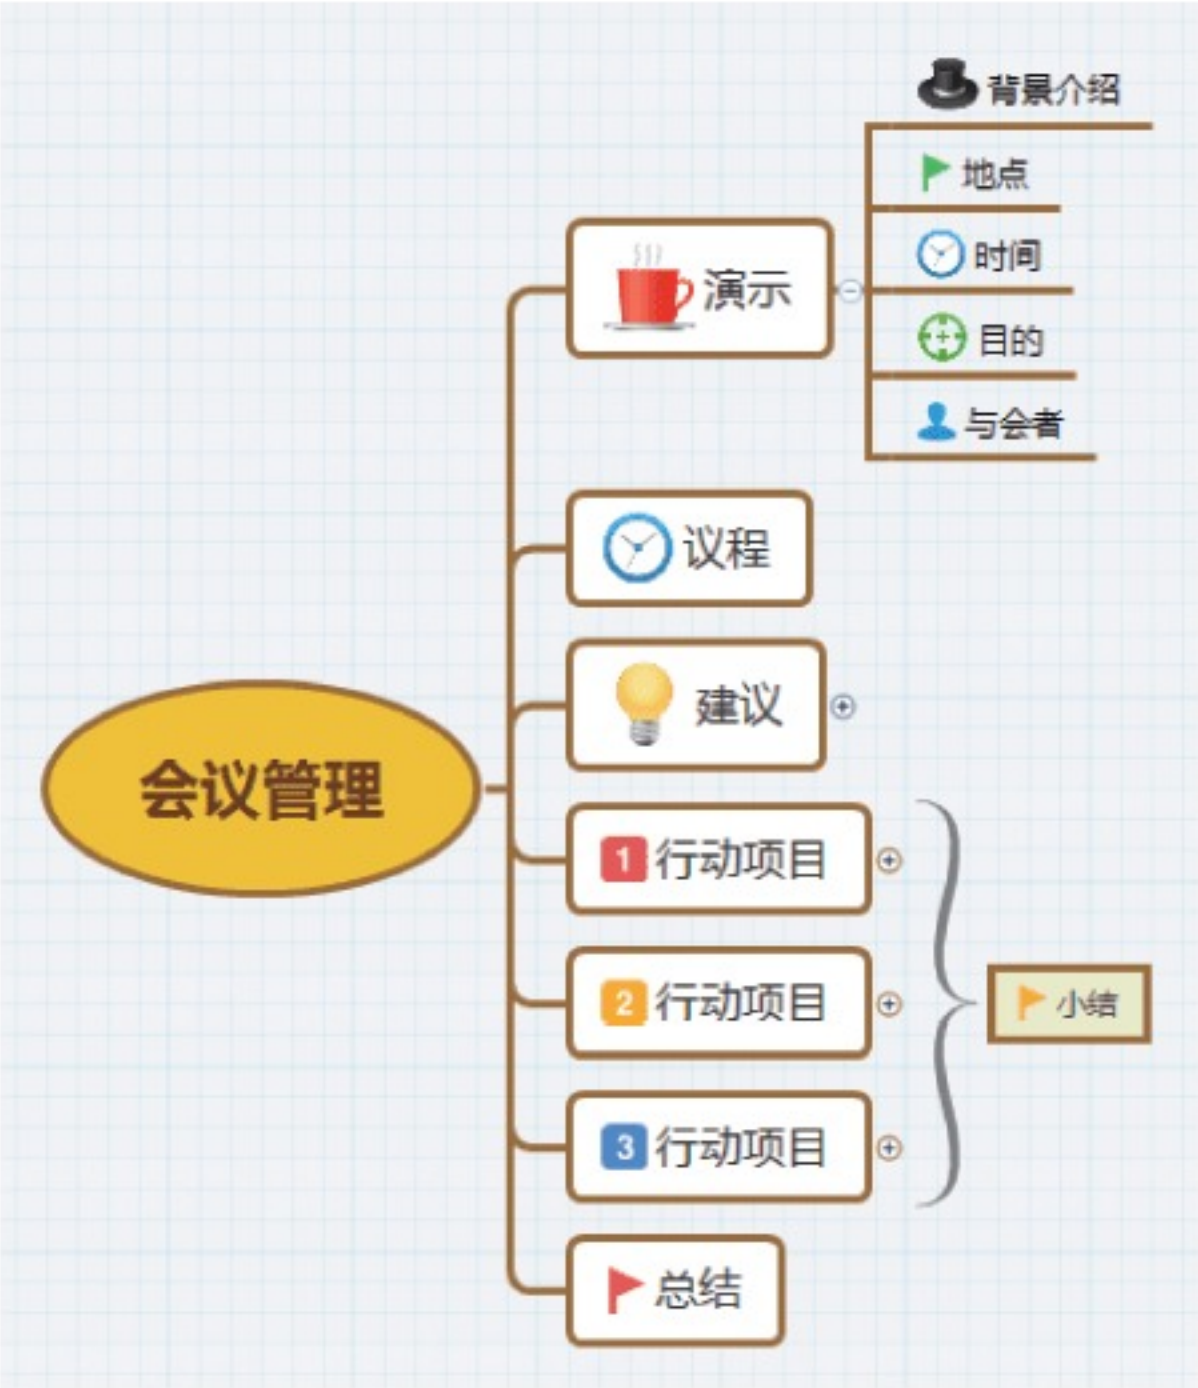 会议管理
演示
背景介绍
地点
时间
目的
与会者
议程
建议
1 行动项目
2 行动项目
3 行动项目
小结
总结